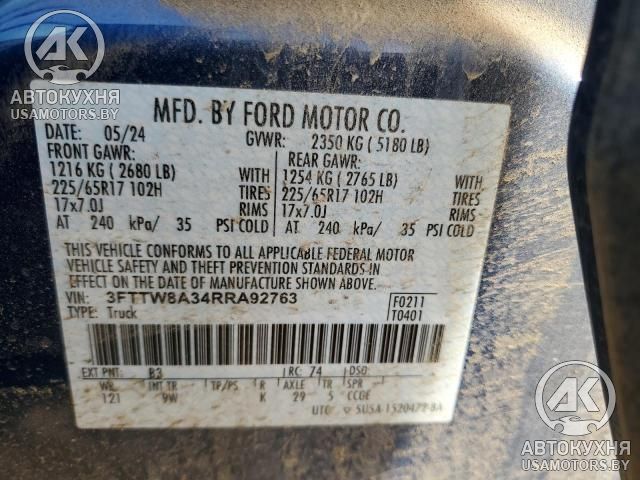 АК
АВТОКУХНЯ
USAMOTORS.BY
MFD. BY FORD MOTOR CO.
DATE: 05/24 GVWR: 2350 KG ( 5180 LB)
FRONT GAWR: REAR GAWR:
1216 KG ( 2680 LB) WITH 1254 KG ( 2765 LB) WITH
225/65R17 102H TIRES 225/65R17 102H TIRES
17x7.0J RIMS 17x7.0J RIMS
AT 240 kPa/ 35 PSI COLD AT 240 kPa/ 35 PSI COLD
THIS VEHICLE CONFORMS TO ALL APPLICABLE FEDERAL MOTOR
VEHICLE SAFETY AND THEFT PREVENTION STANDARDS IN
EFFECT ON THE DATE OF MANUFACTURE SHOWN ABOVE.
VIN: 3FTTW8A34RRA92763 F0211
TYPE: Truck T0401
EXT PNT: B3 RC: 74 DSO:
WB INT TR TP/PS R AXLE TR SPR
121 9W K 29 5 CCGE
UTC
АК
АВТОКУХНЯ
USAMOTORS.BY